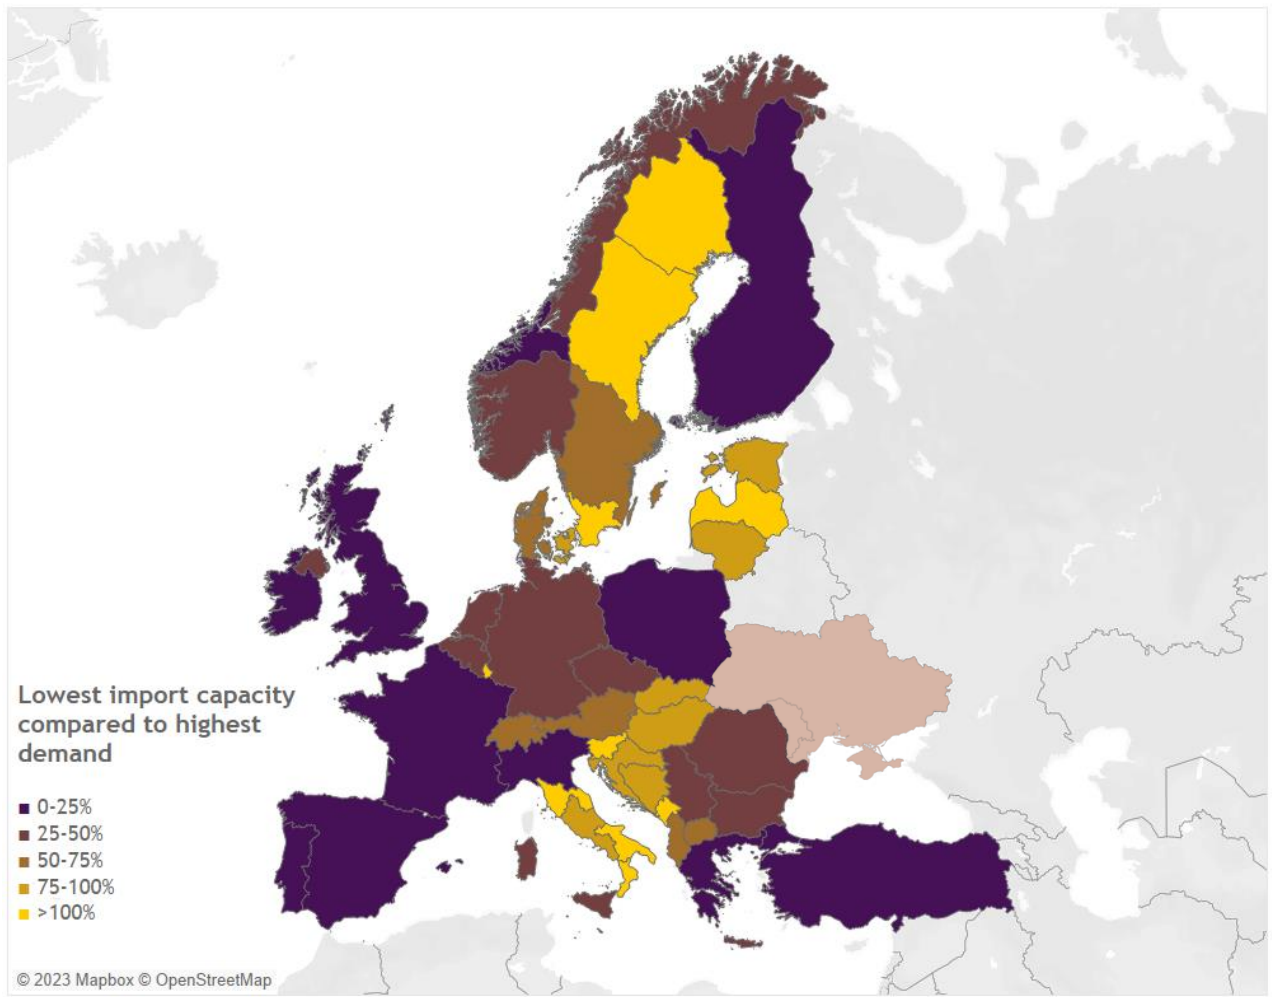 Lowest import capacity
compared to highest
demand
0-25%
25-50%
50-75%
75-100%
>100%
© 2023 Mapbox © OpenStreetMap